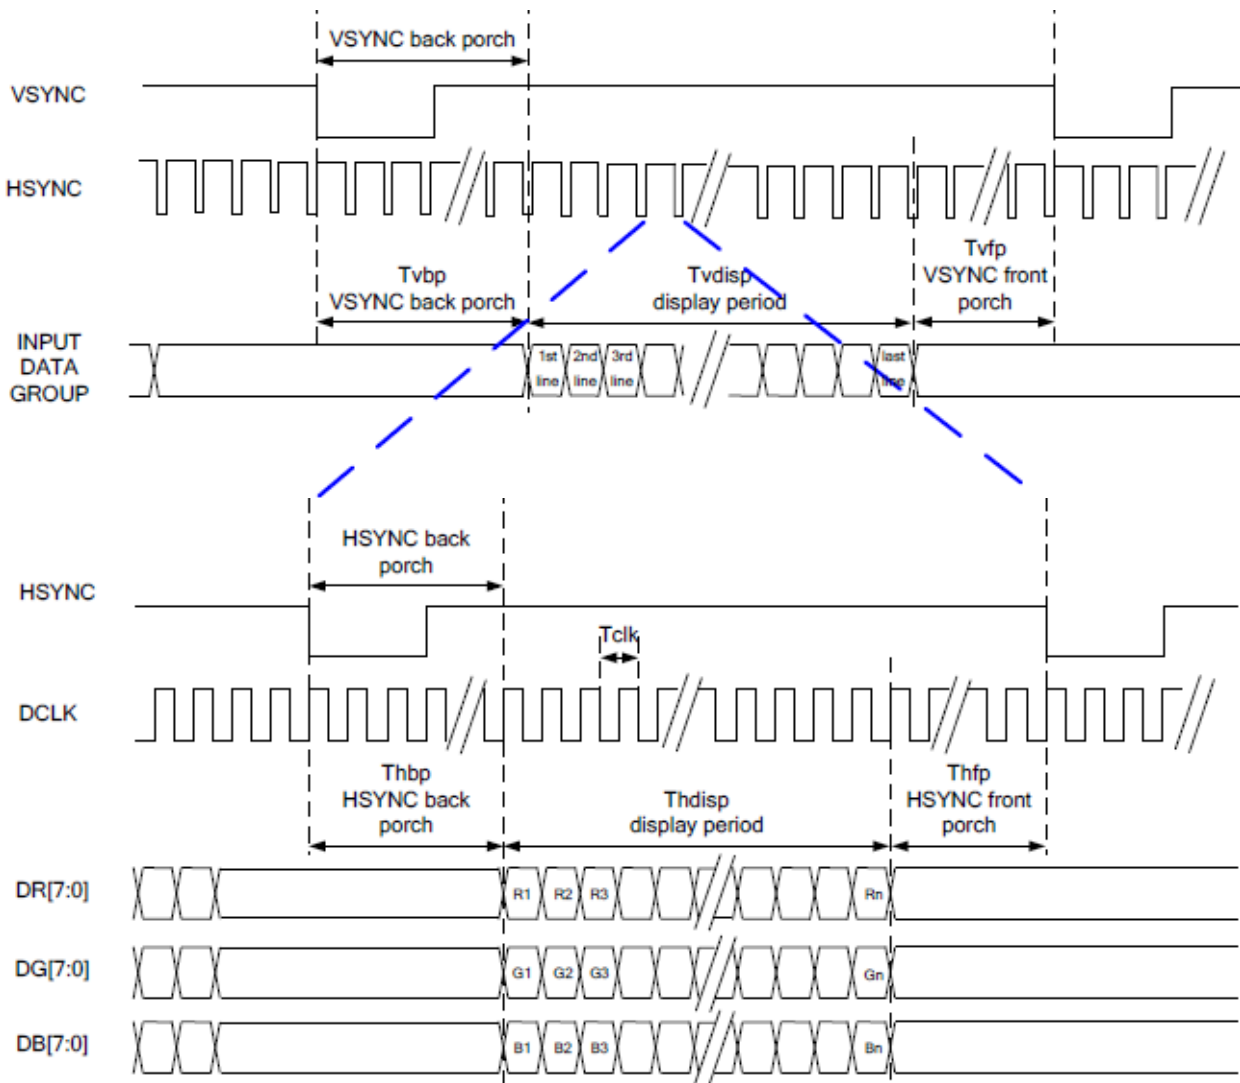 VSYNC back porch
VSYNC
HSYNC
Tvbp
VSYNC back porch
Tvdisp
display period
Tvfp
VSYNC front
porch
INPUT
DATA
GROUP
1st
line
2nd
line
3rd
line
last
line
HSYNC back
porch
HSYNC
Tclk
DCLK
Thbp
HSYNC back
porch
Thdisp
display period
Thfp
HSYNC front
porch
DR[7:0]
R1 R2 R3 Rn
DG[7:0]
G1 G2 G3 Gn
DB[7:0]
B1 B2 B3 Bn